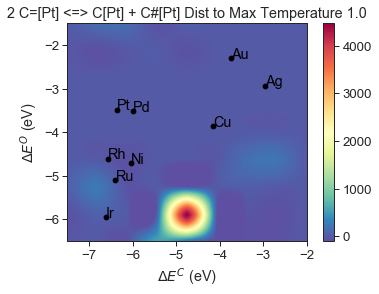 2 C=[Pt] <=> C[Pt] + C#[Pt] Dist to Max Temperature 1.0
−2
−3
−4
−5
−6
ΔE^O (eV)
Au
Ag
Pt
Pd
Cu
Rh
Ni
Ru
Ir
−7
−6
−5
−4
−3
−2
ΔE^C (eV)
4000
3000
2000
1000
0